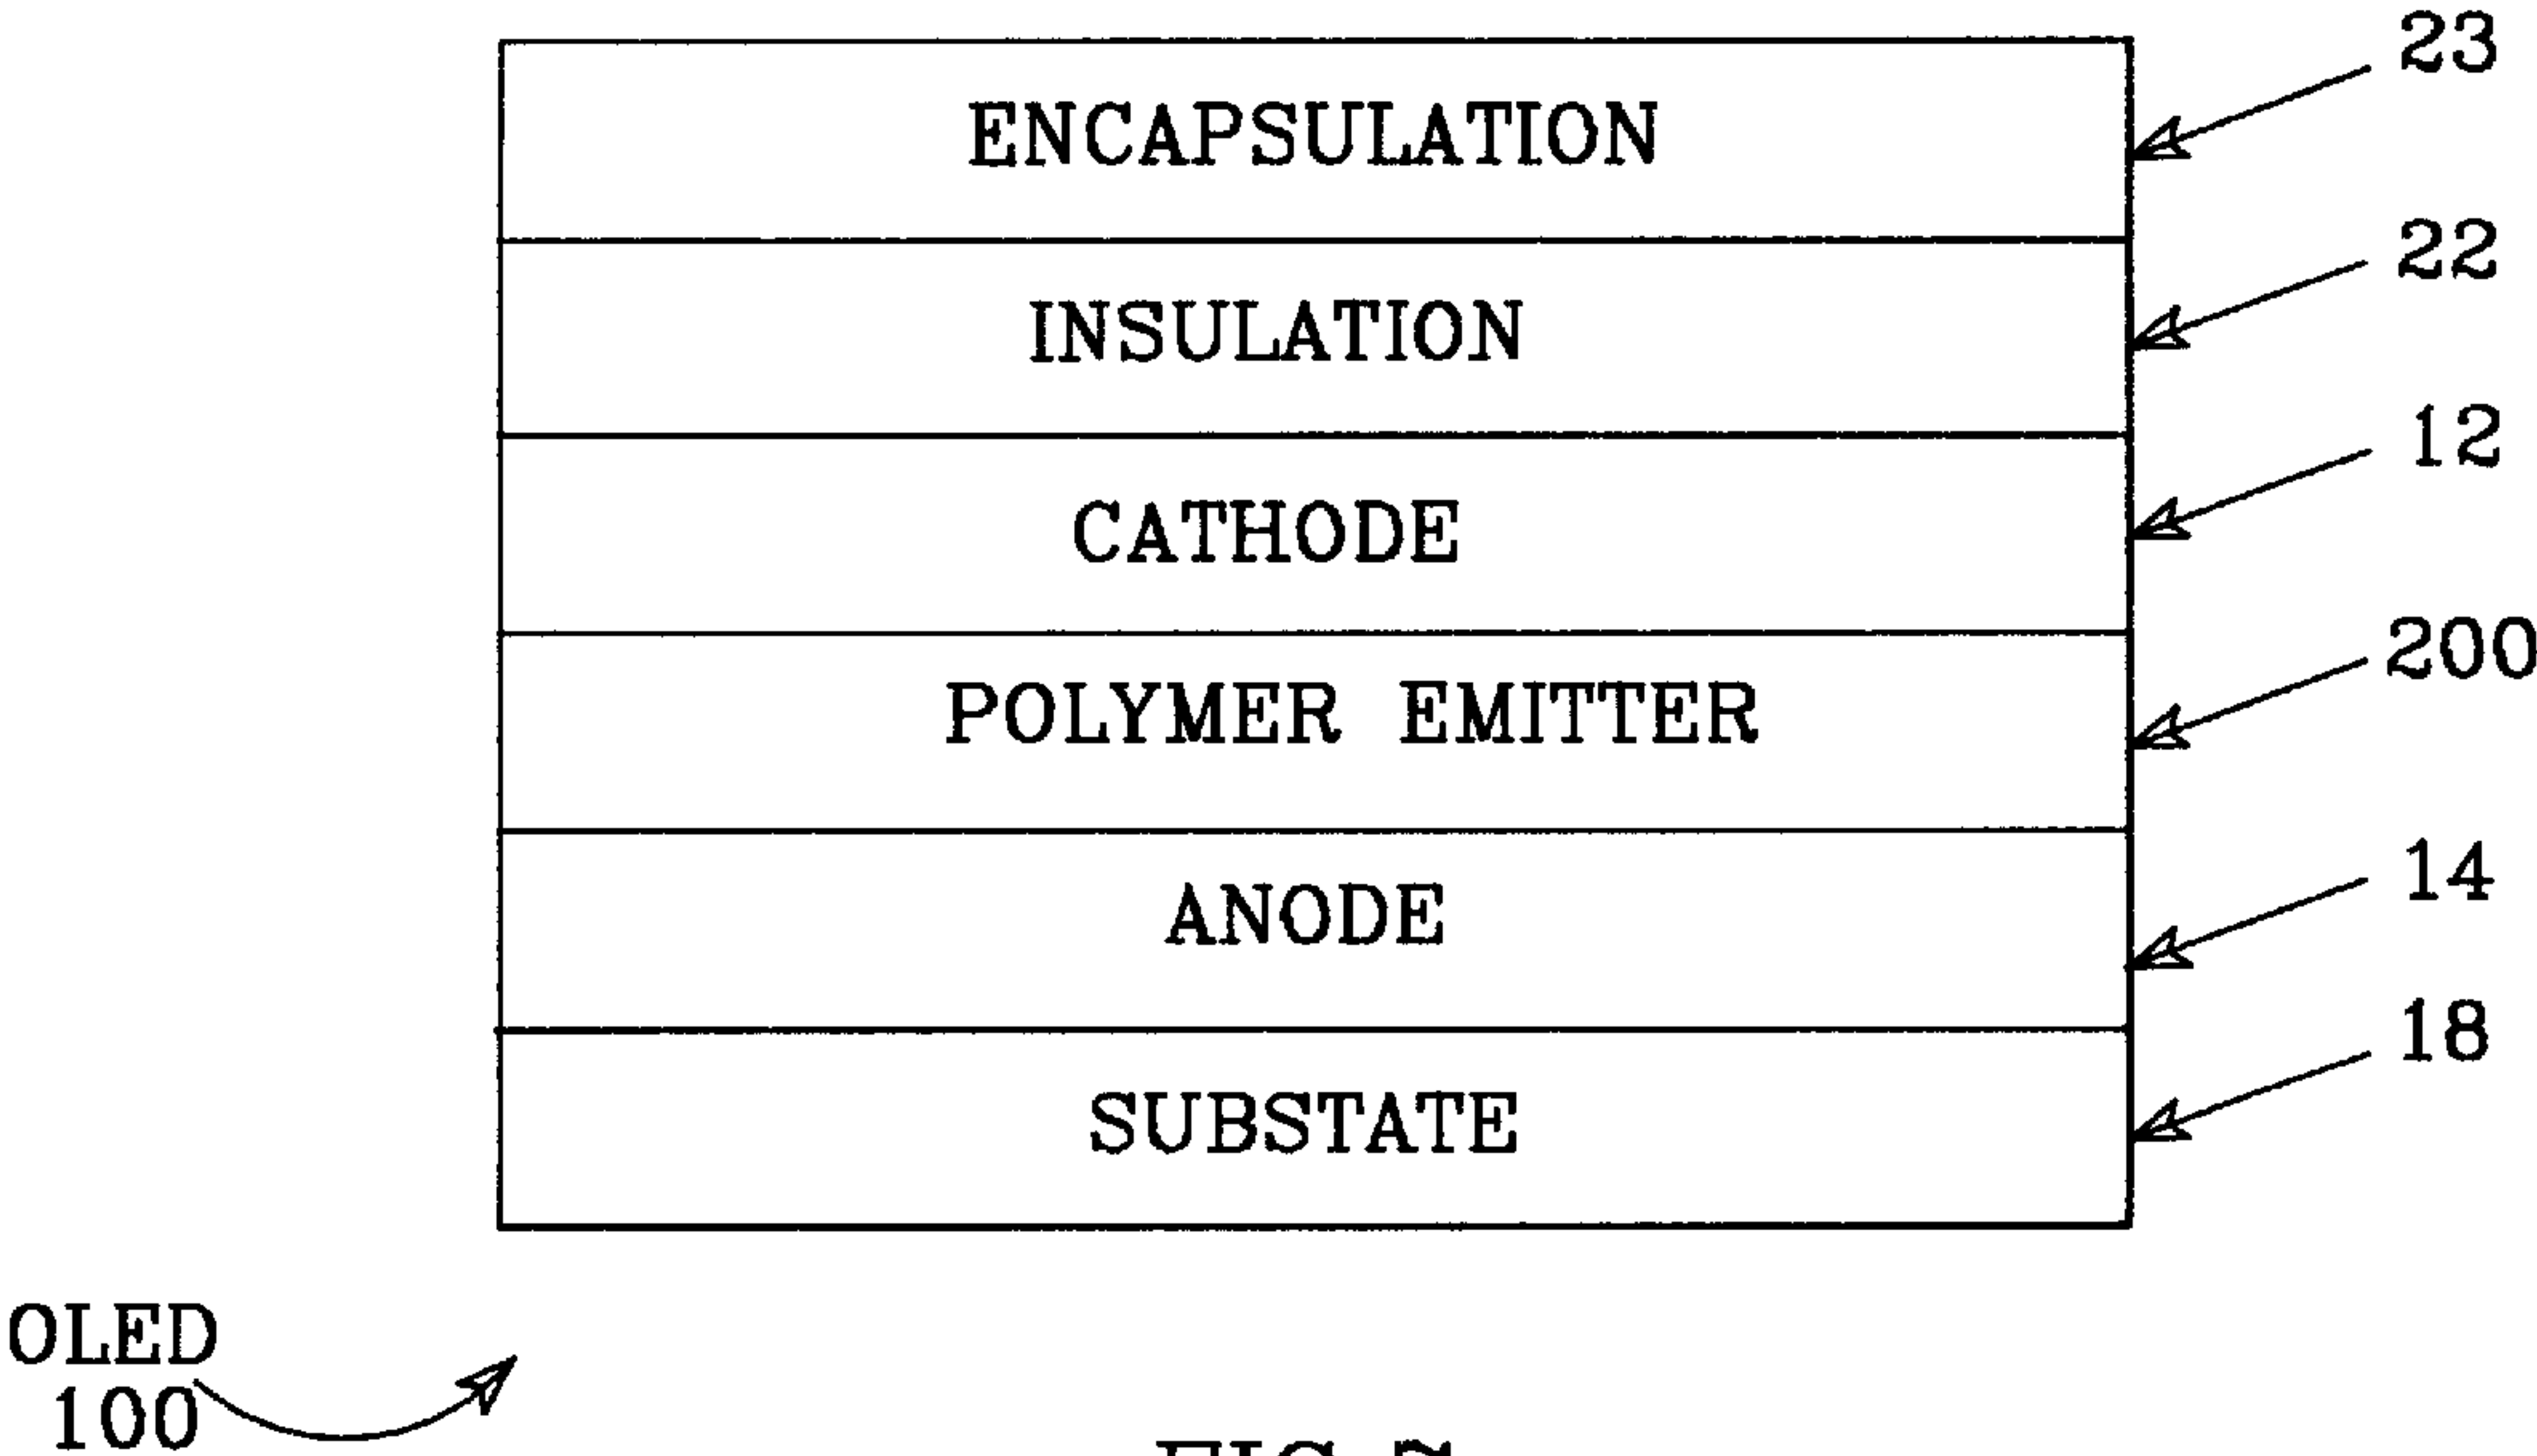 ENCAPSULATION
23
INSULATION
22
CATHODE
12
POLYMER EMITTER
200
ANODE
14
SUBSTATE
18
OLED
100